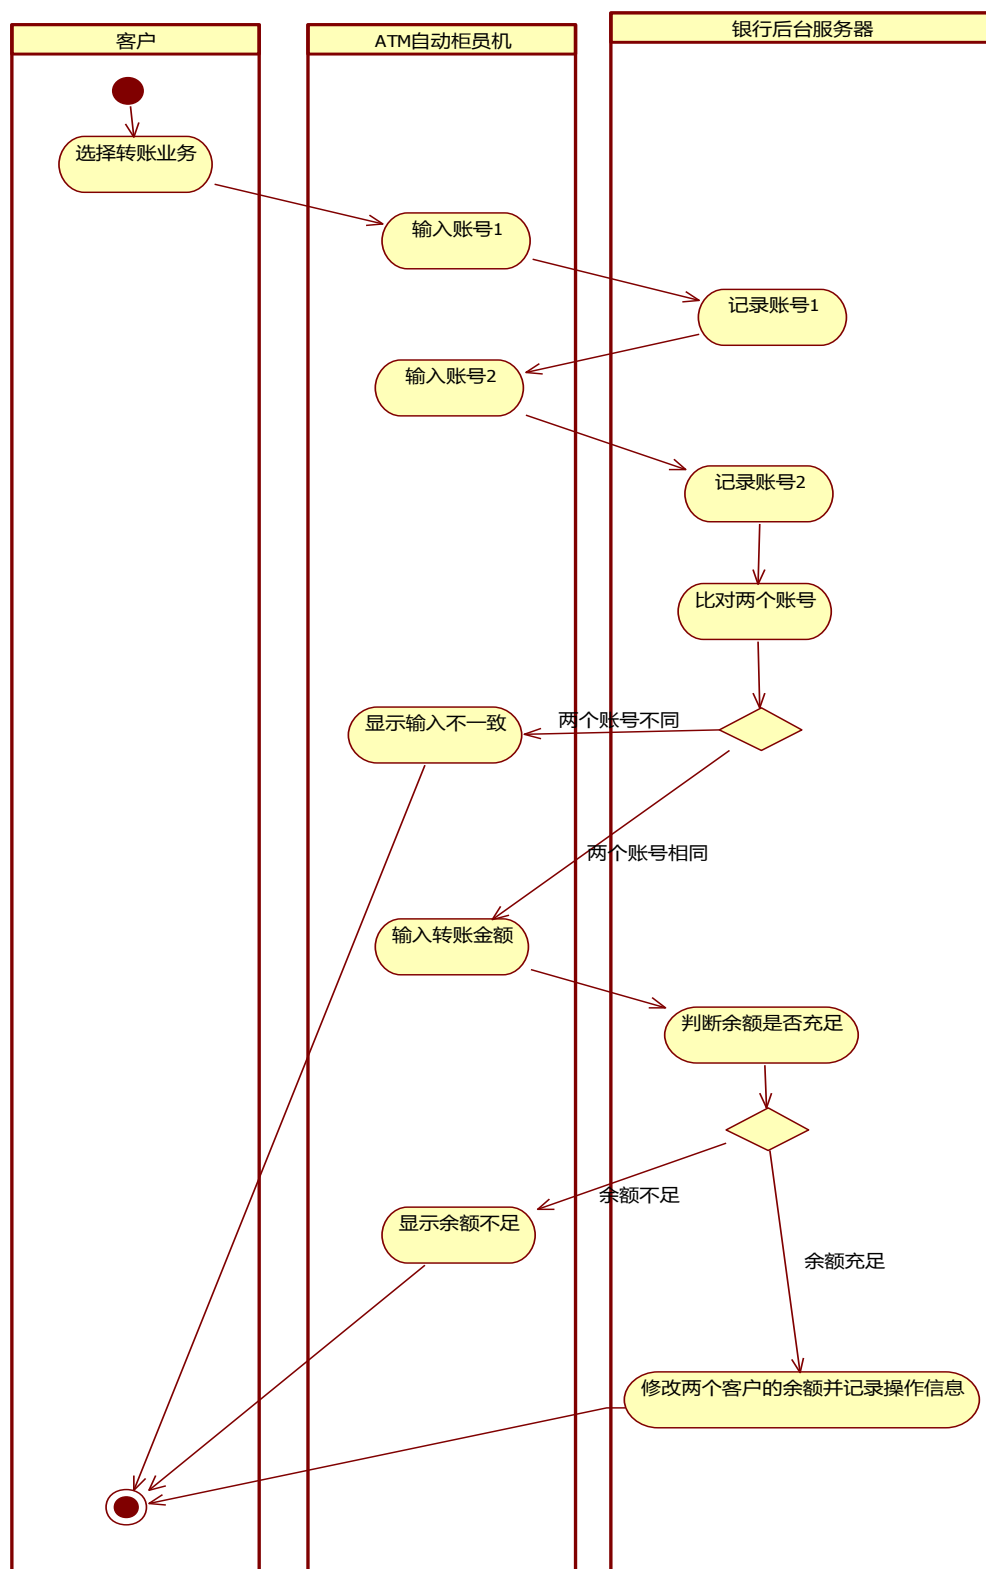 客户
ATM自动柜员机
银行后台服务器
选择转账业务
输入账号1
记录账号1
输入账号2
记录账号2
比对两个账号
两个账号不同
显示输入不一致
两个账号相同
输入转账金额
判断余额是否充足
余额不足
显示余额不足
余额充足
修改两个客户的余额并记录操作信息